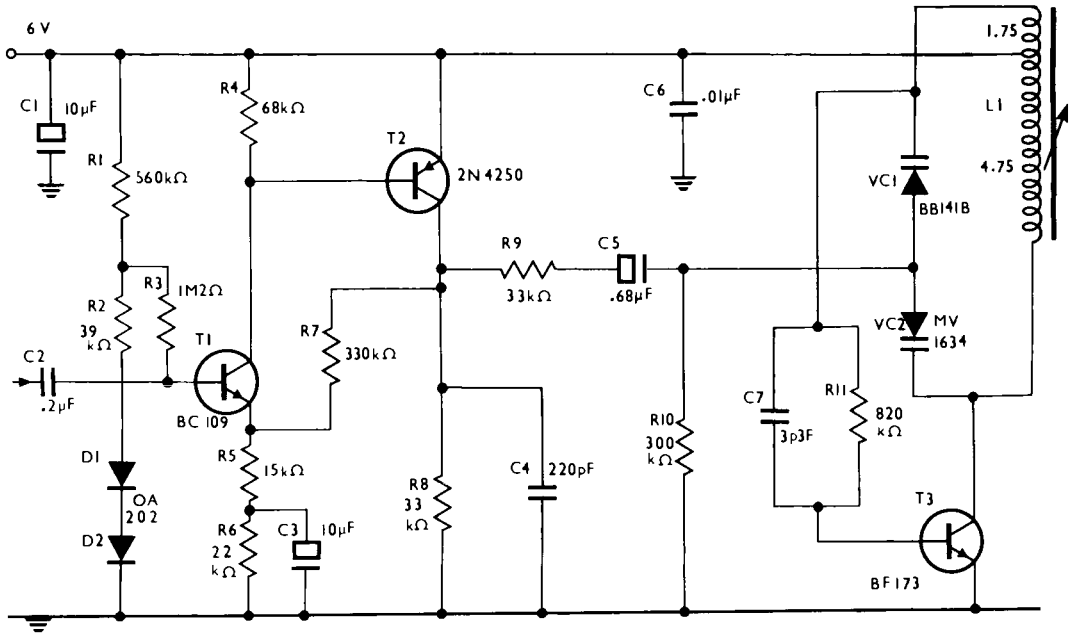 6 V
1.75
C1
10µF
R4
68kΩ
C6
.01µF
L1
T2
R1
560kΩ
2N 4250
4.75
VC1
BB141B
R9
C5
R3
1M2Ω
33kΩ
.68µF
R2
39
kΩ
R7
330kΩ
T1
VC2
MV
1634
C2
.2µF
BC 109
R11
820
kΩ
C7
3p3F
R10
300
kΩ
D1
R5
15kΩ
C4
220pF
OA
202
R8
33
kΩ
T3
D2
R6
22
kΩ
C3
10µF
BF173